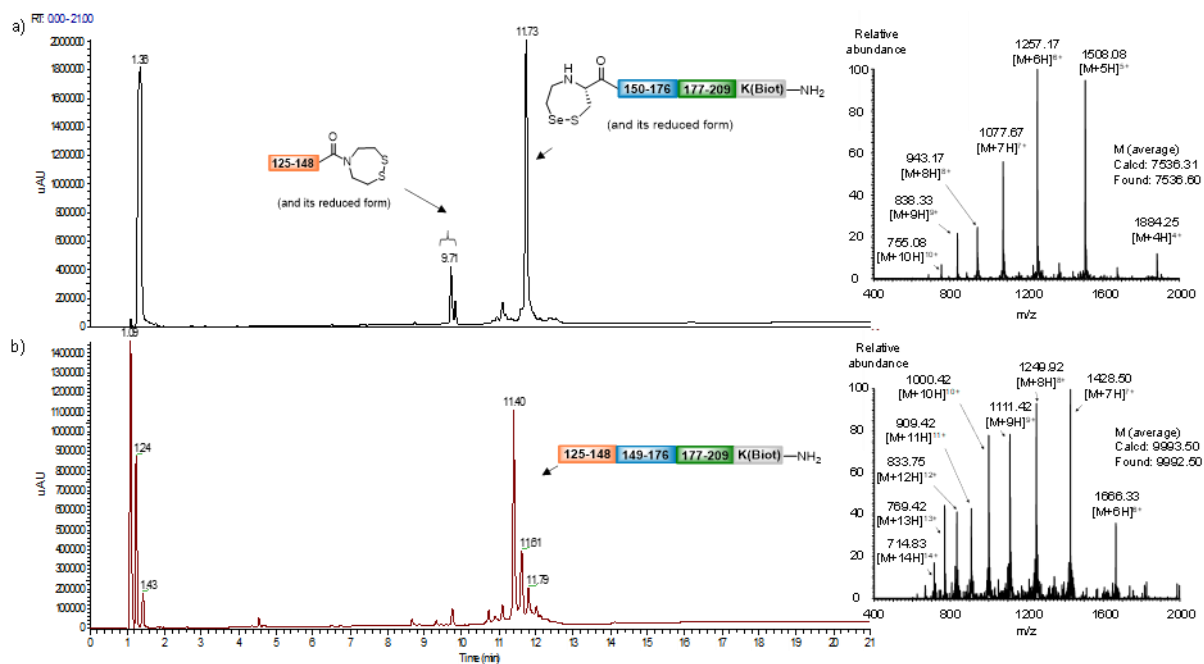 RT: 0.00 - 21.00
a)
2000000
1800000
1600000
1400000
1200000
1000000
800000
600000
400000
200000
0
uAU
1.36
9.71
11.73
125-148
O
N
S
S
(and its reduced form)
H
N
O
Se-S
150-176 177-209 K(Biot) NH2
(and its reduced form)
Relative
abundance
100
80
60
40
20
0
1257.17
[M+6H]6+
1508.08
[M+5H]5+
1077.67
[M+7H]7+
943.17
[M+8H]8+
838.33
[M+9H]9+
755.08
[M+10H]10+
1884.25
[M+4H]4+
M (average)
Calcd: 7536.31
Found: 7536.60
400 800 1200 1600 2000
m/z
b)
1400000
1300000
1200000
1100000
1000000
900000
800000
700000
600000
500000
400000
300000
200000
100000
0
uAU
1.09
1.24
1.43
11.40
11.61
11.79
125-148 149-176 177-209 K(Biot) NH2
0 1 2 3 4 5 6 7 8 9 10 11 12 13 14 15 16 17 18 19 20 21
Time (min)
Relative
abundance
100
80
60
40
20
0
1000.42
[M+10H]10+
1249.92
[M+8H]8+
1428.50
[M+7H]7+
909.42
[M+11H]11+
1111.42
[M+9H]9+
833.75
[M+12H]12+
769.42
[M+13H]13+
714.83
[M+14H]14+
1666.33
[M+6H]6+
M (average)
Calcd: 9993.50
Found: 9992.50
400 800 1200 1600 2000
m/z